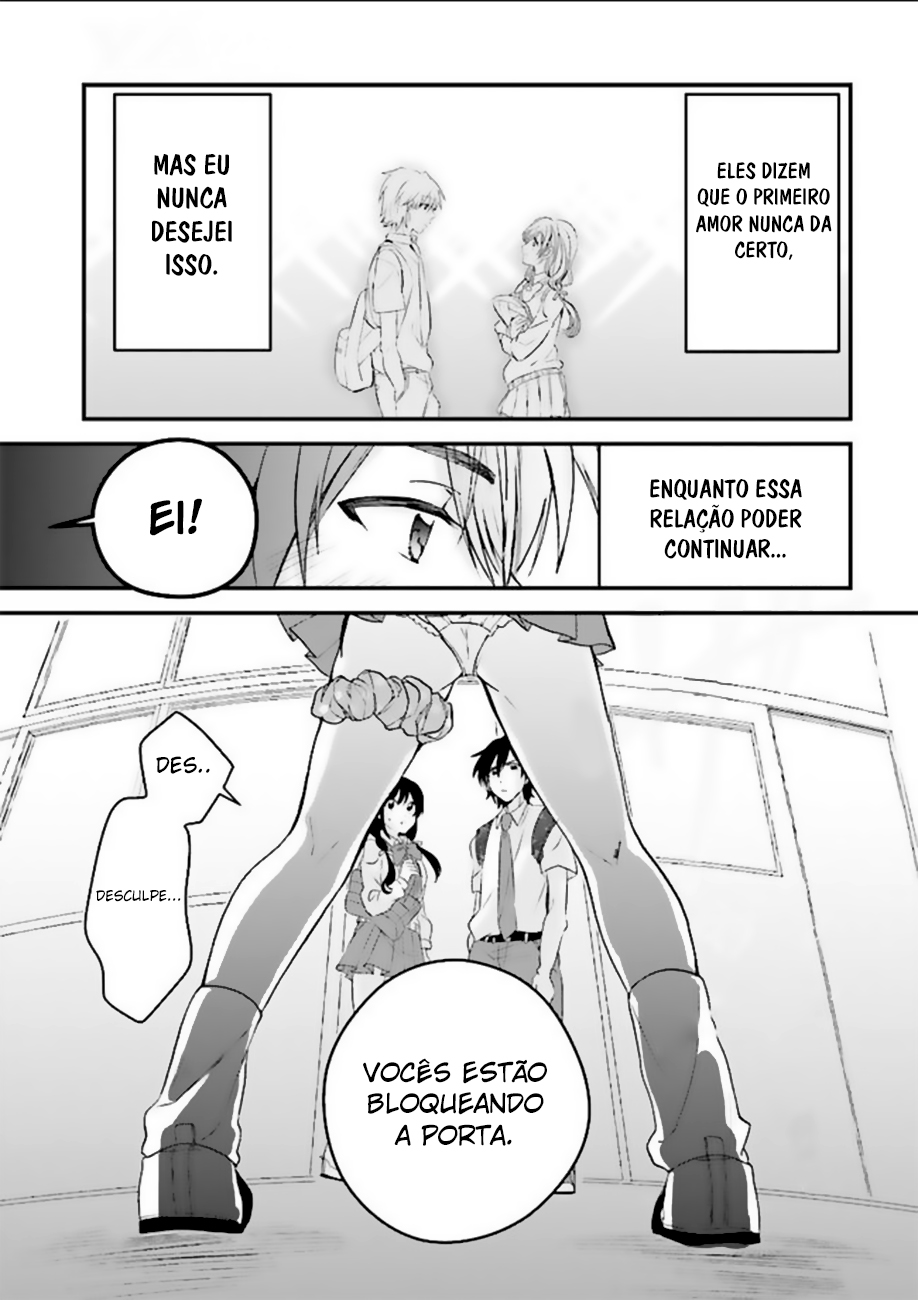 ELES DIZEM
QUE O PRIMEIRO
AMOR NUNCA DA
CERTO,
MAS EU
NUNCA
DESEJEI
ISSO.
ENQUANTO ESSA
RELAÇÃO PODER
CONTINUAR...
EI!
DES..
DESCULPE...
VOCÊS ESTÃO
BLOQUEANDO
A PORTA.